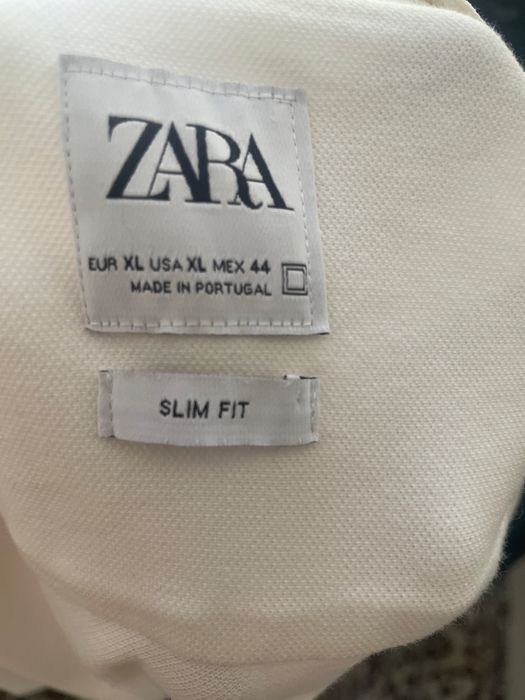 ZARA
EUR XL USA XL MEX 44
MADE IN PORTUGAL
SLIM FIT